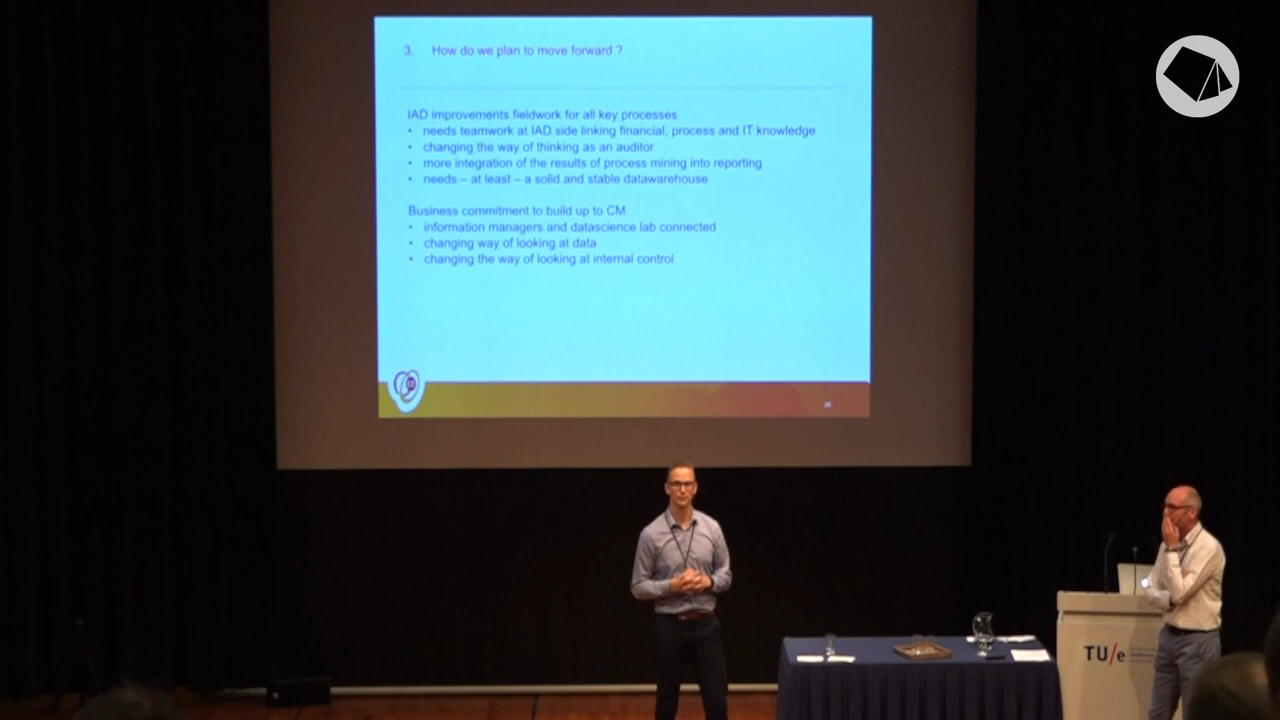 3. How do we plan to move forward ?
IAD improvements fieldwork for all key processes
• needs teamwork at IAD side linking financial, process and IT knowledge
• changing the way of thinking as an auditor
• more integration of the results of process mining into reporting
• needs – at least – a solid and stable datawarehouse
Business commitment to build up to CM
• information managers and datascience lab connected
• changing way of looking at data
• changing the way of looking at internal control
TU/e